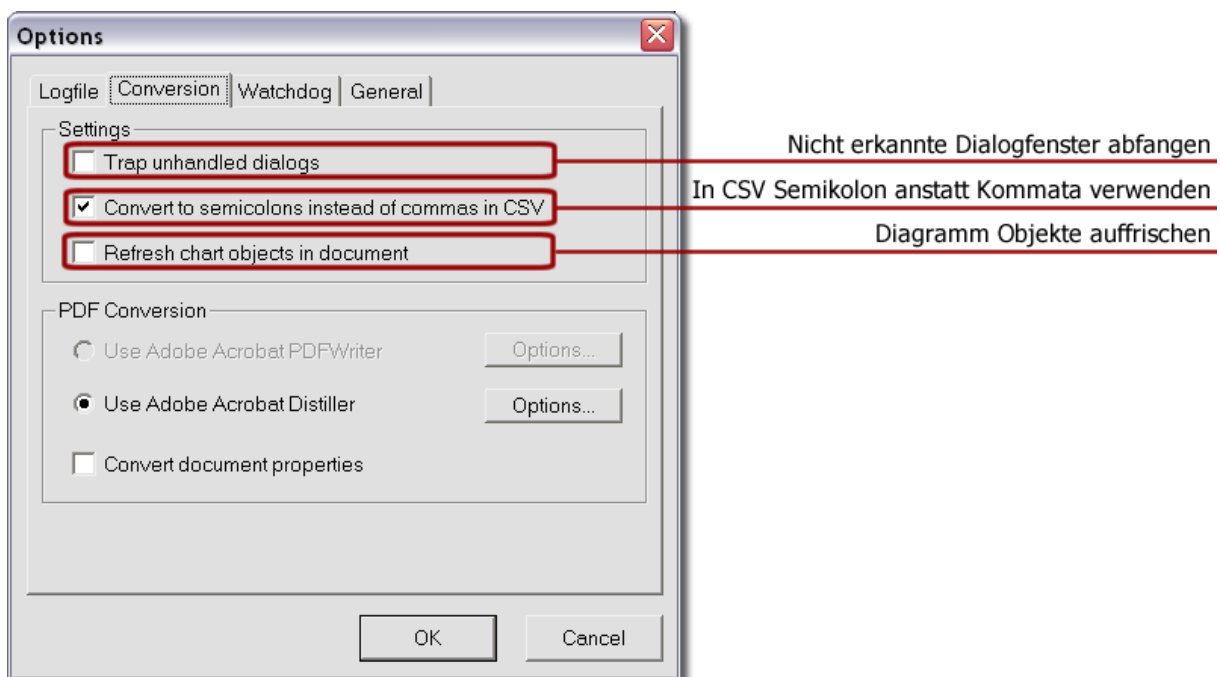 Options
Logfile Conversion Watchdog General
Settings
Trap unhandled dialogs
Nicht erkannte Dialogfenster abfangen
Convert to semicolons instead of commas in CSV
In CSV Semikolon anstatt Kommata verwenden
Refresh chart objects in document
Diagramm Objekte auffrischen
PDF Conversion
Use Adobe Acrobat PDFWriter Options...
Use Adobe Acrobat Distiller Options...
Convert document properties
OK Cancel